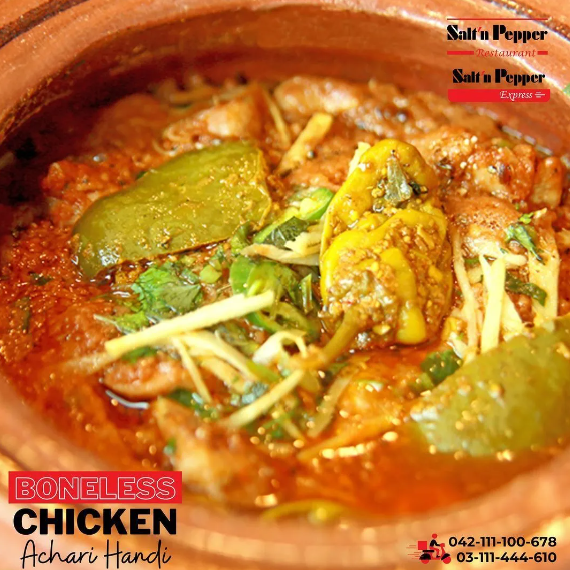 Salt'n Pepper
Restaurant
Salt'n Pepper
Express
BONELESS
CHICKEN
Achari Handi
042-111-100-678
03-111-444-610